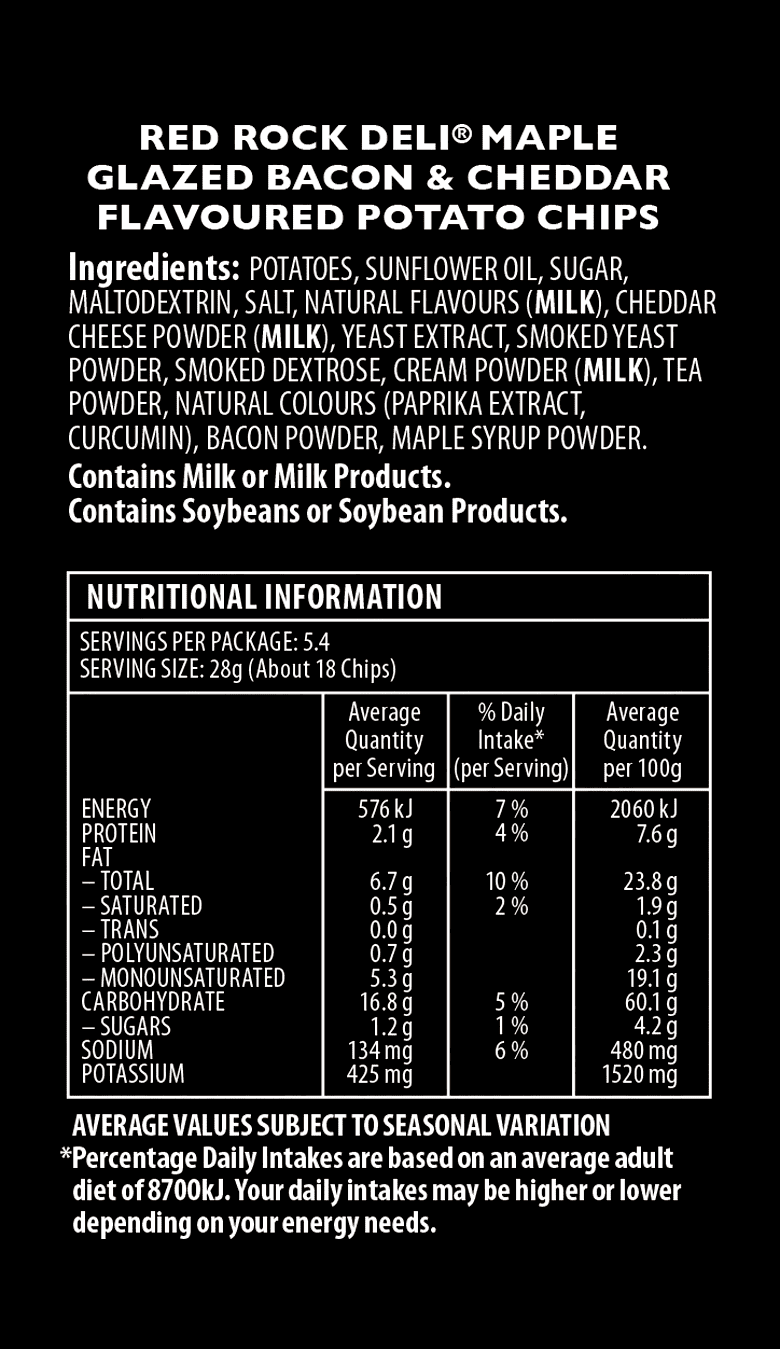 RED ROCK DELI® MAPLE
GLAZED BACON & CHEDDAR
FLAVOURED POTATO CHIPS
Ingredients: POTATOES, SUNFLOWER OIL, SUGAR,
MALTODEXTRIN, SALT, NATURAL FLAVOURS (MILK), CHEDDAR
CHEESE POWDER (MILK), YEAST EXTRACT, SMOKED YEAST
POWDER, SMOKED DEXTROSE, CREAM POWDER (MILK), TEA
POWDER, NATURAL COLOURS (PAPRIKA EXTRACT,
CURCUMIN), BACON POWDER, MAPLE SYRUP POWDER.
Contains Milk or Milk Products.
Contains Soybeans or Soybean Products.
NUTRITIONAL INFORMATION
SERVINGS PER PACKAGE: 5.4
SERVING SIZE: 28g (About 18 Chips)
Average % Daily Average
Quantity Intake* Quantity
per Serving (per Serving) per 100g
ENERGY 576 kJ 7 % 2060 kJ
PROTEIN 2.1 g 4 % 7.6 g
FAT
– TOTAL 6.7 g 10 % 23.8 g
– SATURATED 0.5 g 2 % 1.9 g
– TRANS 0.0 g 0.1 g
– POLYUNSATURATED 0.7 g 2.3 g
– MONOUNSATURATED 5.3 g 19.1 g
CARBOHYDRATE 16.8 g 5 % 60.1 g
– SUGARS 1.2 g 1 % 4.2 g
SODIUM 134 mg 6 % 480 mg
POTASSIUM 425 mg 1520 mg
AVERAGE VALUES SUBJECT TO SEASONAL VARIATION
*Percentage Daily Intakes are based on an average adult
diet of 8700kJ. Your daily intakes may be higher or lower
depending on your energy needs.